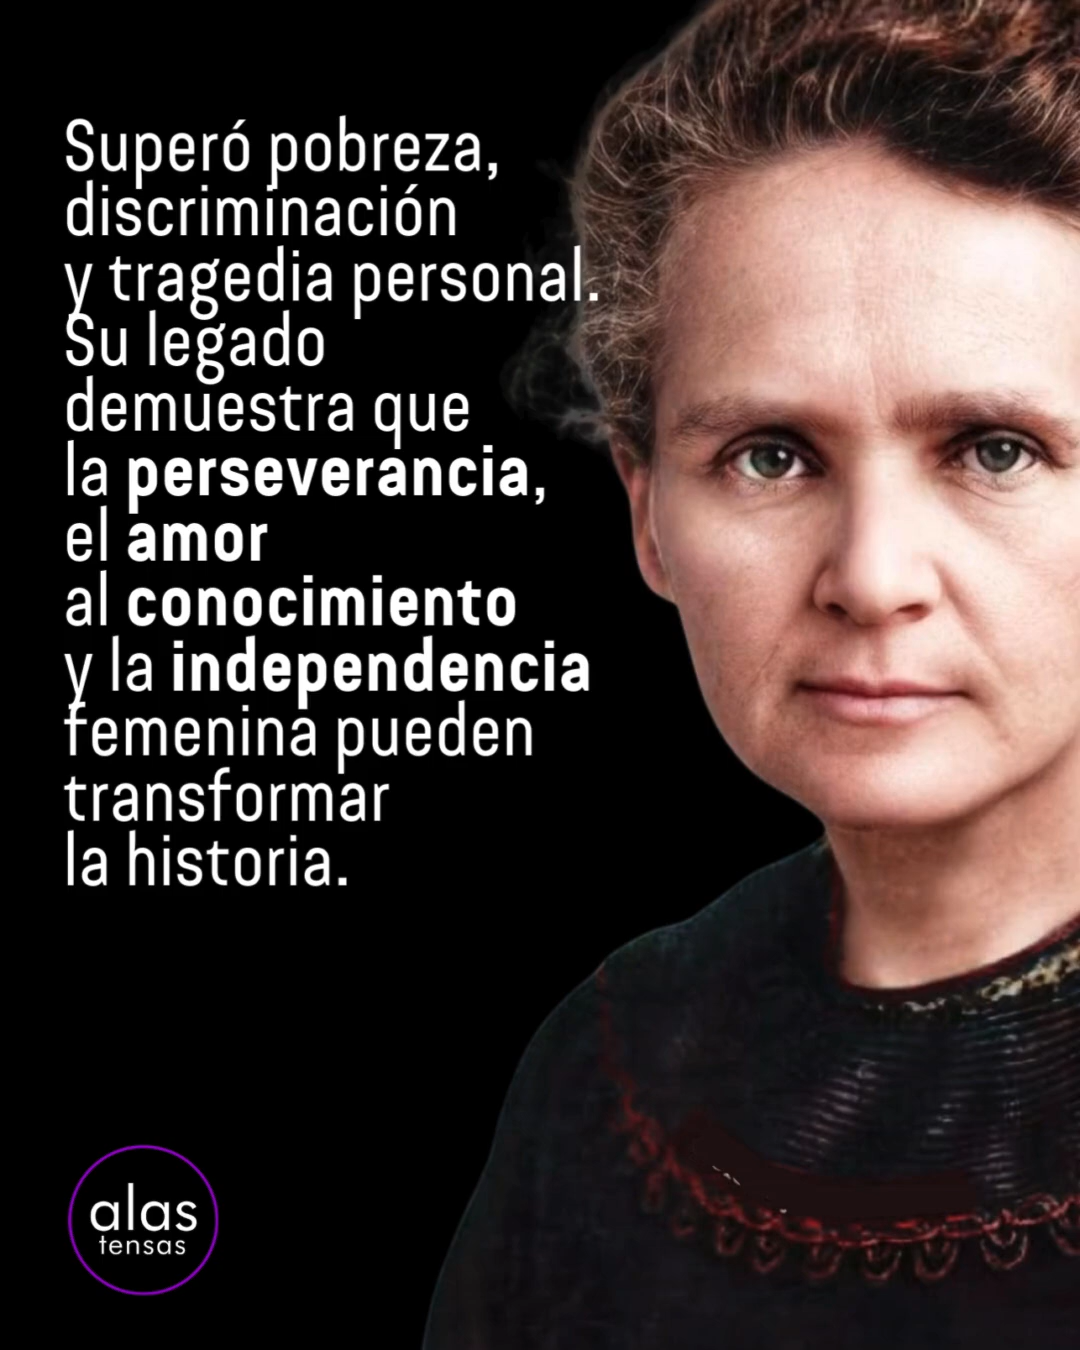 Superó pobreza,
discriminación
y tragedia personal.
Su legado
demuestra que
la perseverancia,
el amor
al conocimiento
y la independencia
femenina pueden
transformar
la historia.
alas
tensas